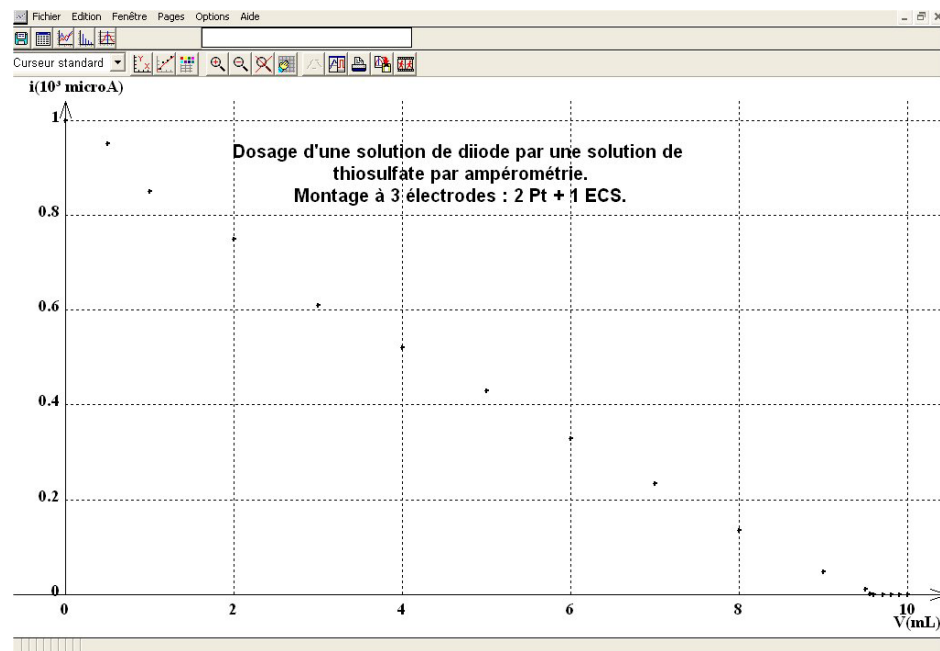 Fichier Edition Fenêtre Pages Options Aide
Curseur standard
i(10³ microA)
1
0.8
0.6
0.4
0.2
0
Dosage d'une solution de diiode par une solution de
thiosulfate par ampérométrie.
Montage à 3 électrodes : 2 Pt + 1 ECS.
0 2 4 6 8 10
V(mL)